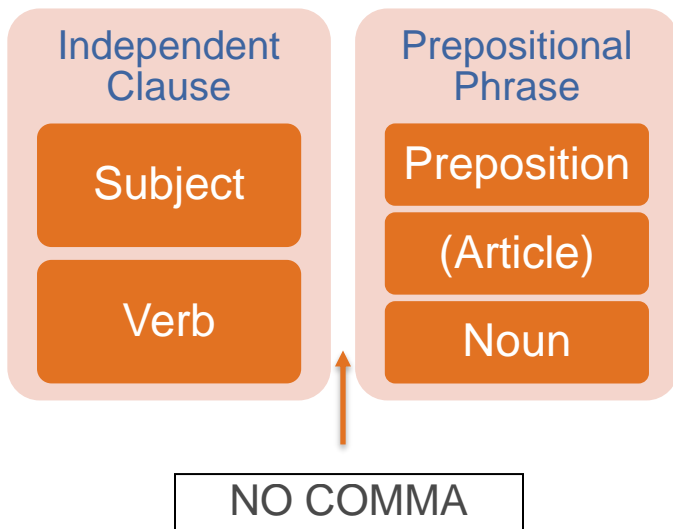 Independent
Clause
Subject
Verb
Prepositional
Phrase
Preposition
(Article)
Noun
NO COMMA